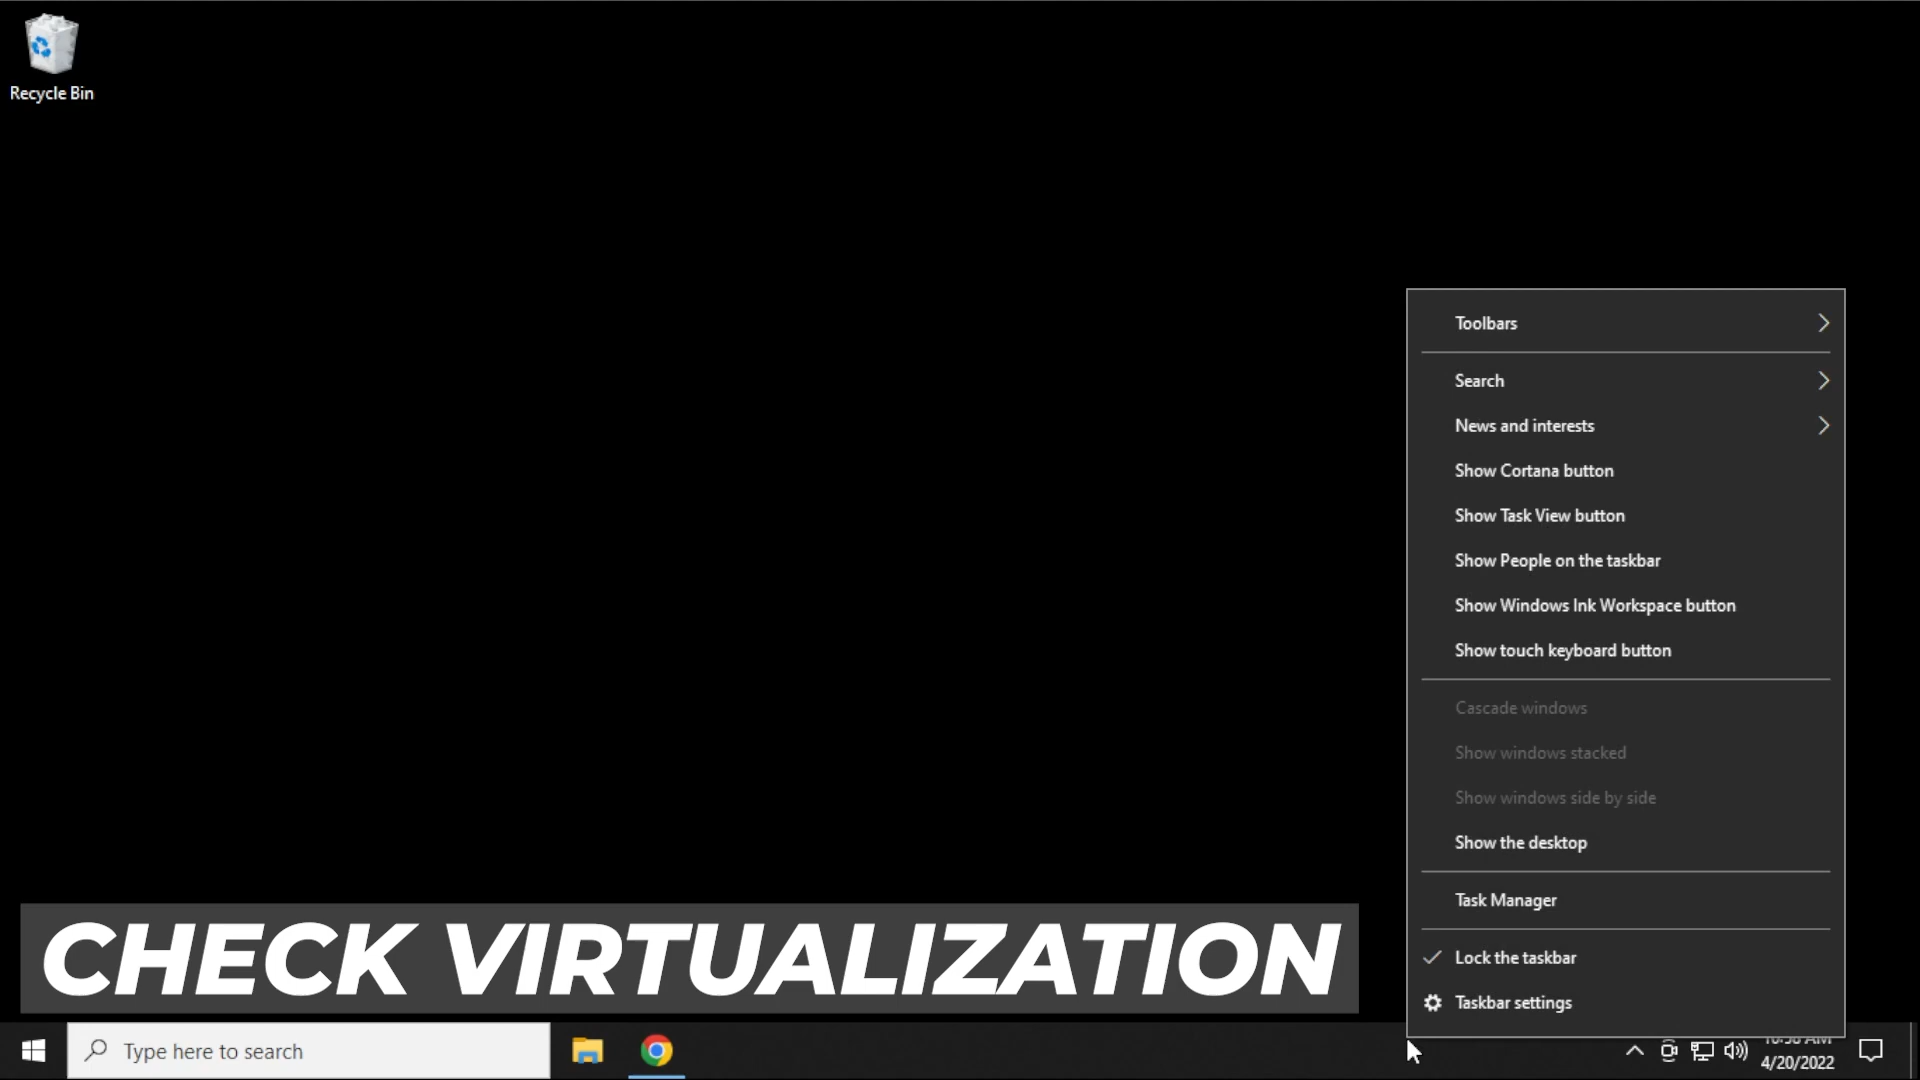 Recycle Bin
Toolbars
Search
News and interests
Show Cortana button
Show Task View button
Show People on the taskbar
Show Windows Ink Workspace button
Show touch keyboard button
Cascade windows
Show windows stacked
Show windows side by side
Show the desktop
Task Manager
Lock the taskbar
Taskbar settings
CHECK VIRTUALIZATION
Type here to search
4/20/2022